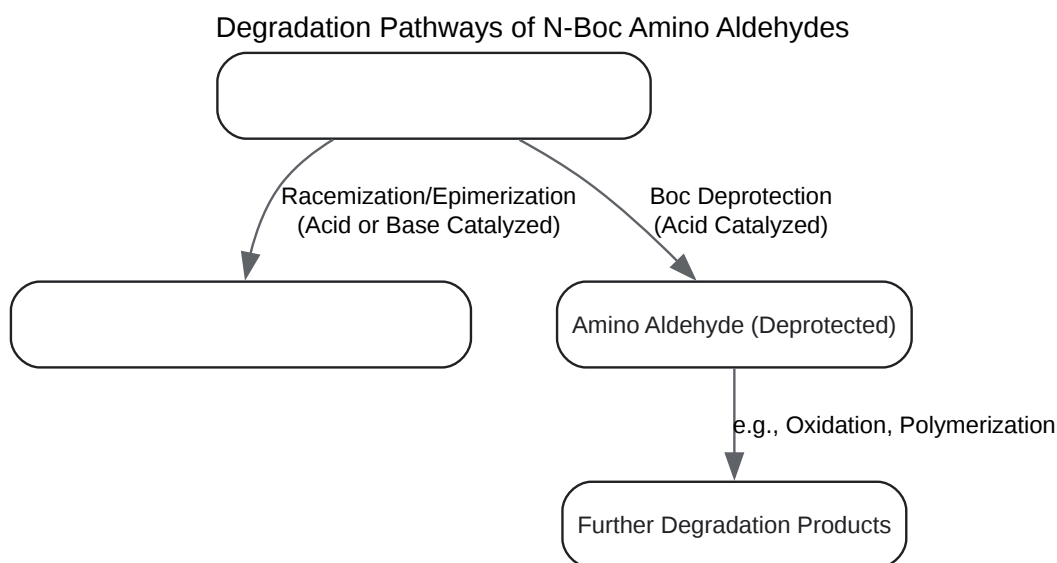 Degradation Pathways of N-Boc Amino Aldehydes
Racemization/Epimerization
(Acid or Base Catalyzed)
Boc Deprotection
(Acid Catalyzed)
Amino Aldehyde (Deprotected)
e.g., Oxidation, Polymerization
Further Degradation Products